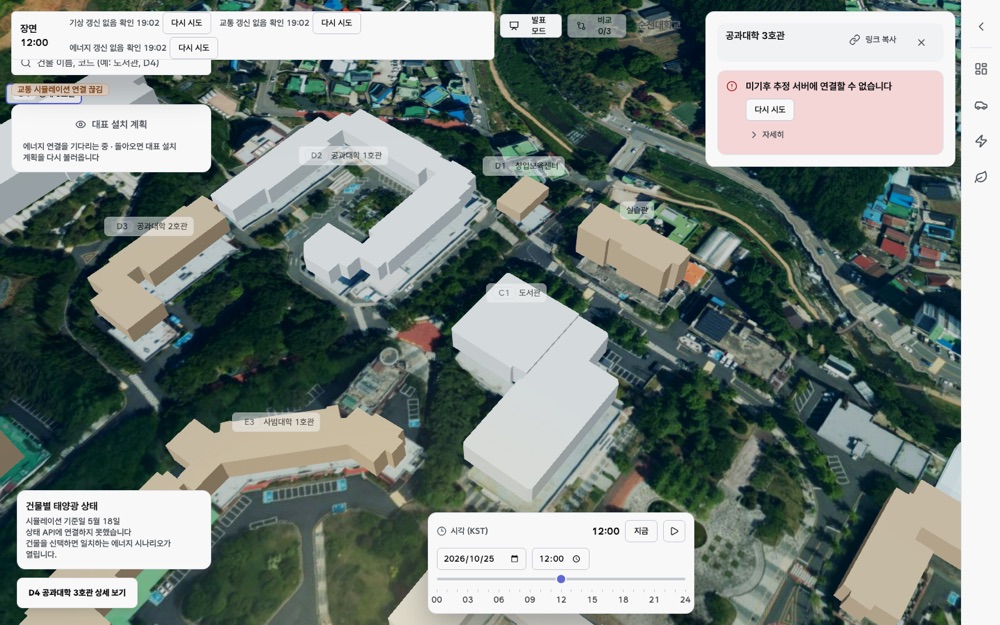 장면
12:00
기상 갱신 없음 확인 19:02 다시 시도 교통 갱신 없음 확인 19:02 다시 시도
에너지 갱신 없음 확인 19:02 다시 시도
건물 이름, 코드 (예: 도서관, D4)
교통 시뮬레이션 연결 끊김
대표 설치 계획
에너지 연결을 기다리는 중 · 돌아오면 대표 설치
계획을 다시 불러옵니다
발표
모드
비교
0/3
순천대학교
공과대학 3호관
링크 복사
미기후 추정 서버에 연결할 수 없습니다
다시 시도
자세히
D2 공과대학 1호관
D1 창업보육센터
실습관
D3 공과대학 2호관
C1 도서관
E3 사범대학 1호관
건물별 태양광 상태
시뮬레이션 기준일 5월 18일
상태 API에 연결하지 못했습니다
건물을 선택하면 일치하는 에너지 시나리오가
열립니다.
D4 공과대학 3호관 상세 보기
시각 (KST) 12:00 지금
2026/10/25 12:00
00 03 06 09 12 15 18 21 24